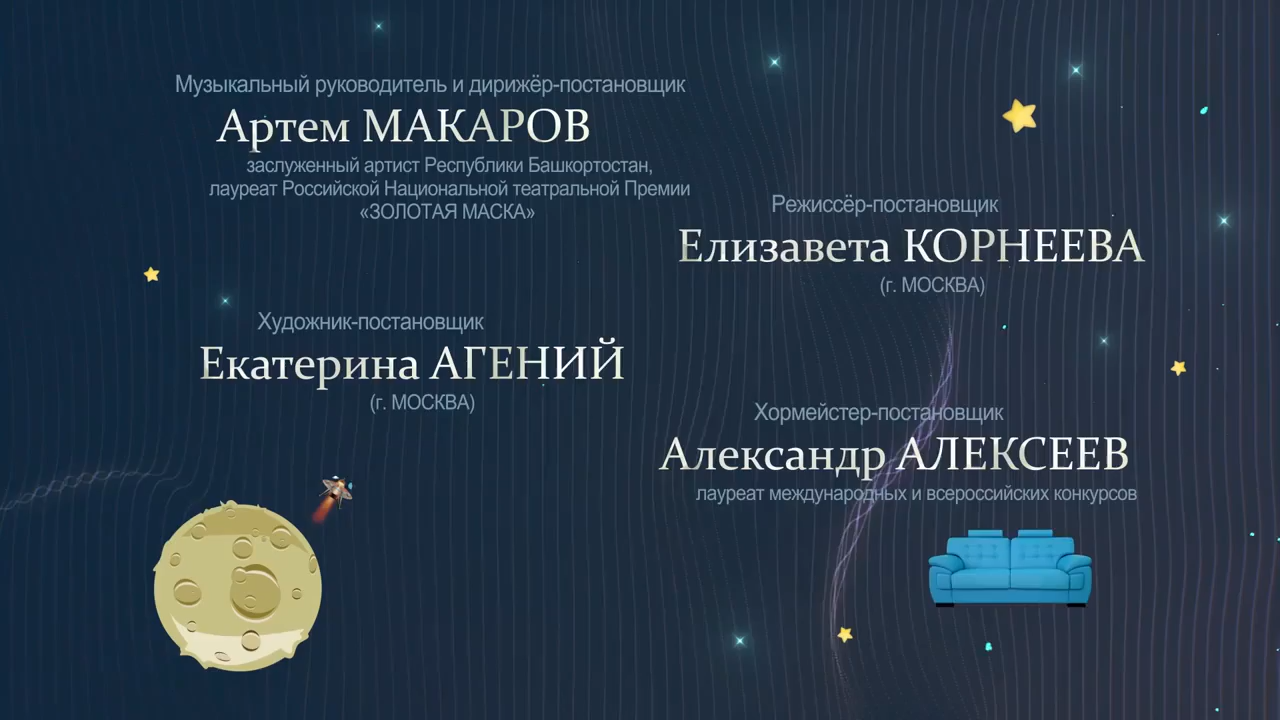 Музыкальный руководитель и дирижёр-постановщик
Артем МАКАРОВ
заслуженный артист Республики Башкортостан,
лауреат Российской Национальной театральной Премии
«ЗОЛОТАЯ МАСКА»
Режиссёр-постановщик
Елизавета КОРНЕЕВА
(г. МОСКВА)
Художник-постановщик
Екатерина АГЕНИЙ
(г. МОСКВА)
Хормейстер-постановщик
Александр АЛЕКСЕЕВ
лауреат международных и всероссийских конкурсов